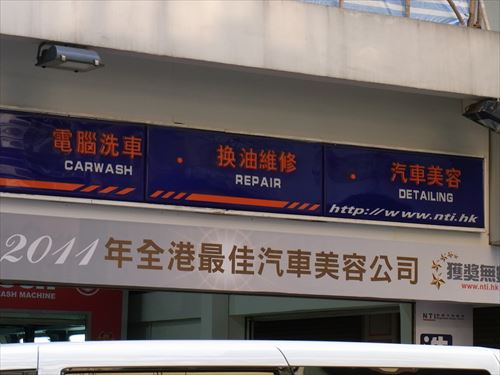 電腦洗車 · 換油維修 · 汽車美容
CARWASH REPAIR DETAILING
http://www.nti.hk
2011年全港最佳汽車美容公司 獲獎無
www.nti.hk
ASH MACHINE
NTI